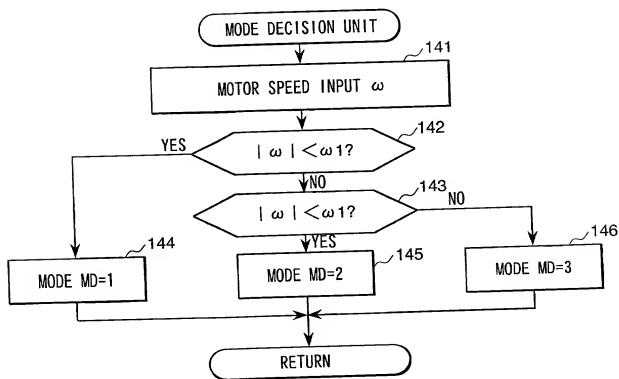 MODE DECISION UNIT
141
MOTOR SPEED INPUT ω
142
YES
| ω | < ω1?
NO
143
| ω | < ω1?
NO
YES
144
MODE MD=1
145
MODE MD=2
146
MODE MD=3
RETURN